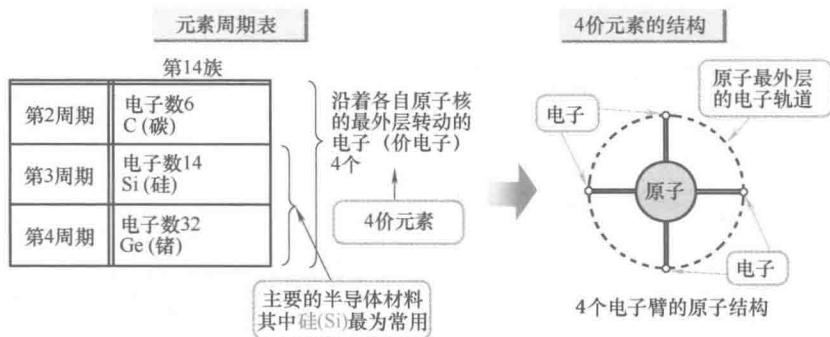 元素周期表
第14族
第2周期
电子数6
C (碳)
第3周期
电子数14
Si (硅)
第4周期
电子数32
Ge (锗)
沿着各自原子核
的最外层转动的
电子（价电子）
4个
4价元素
主要的半导体材料
其中硅(Si)最为常用
4价元素的结构
原子最外层
的电子轨道
电子
原子
电子
4个电子臂的原子结构